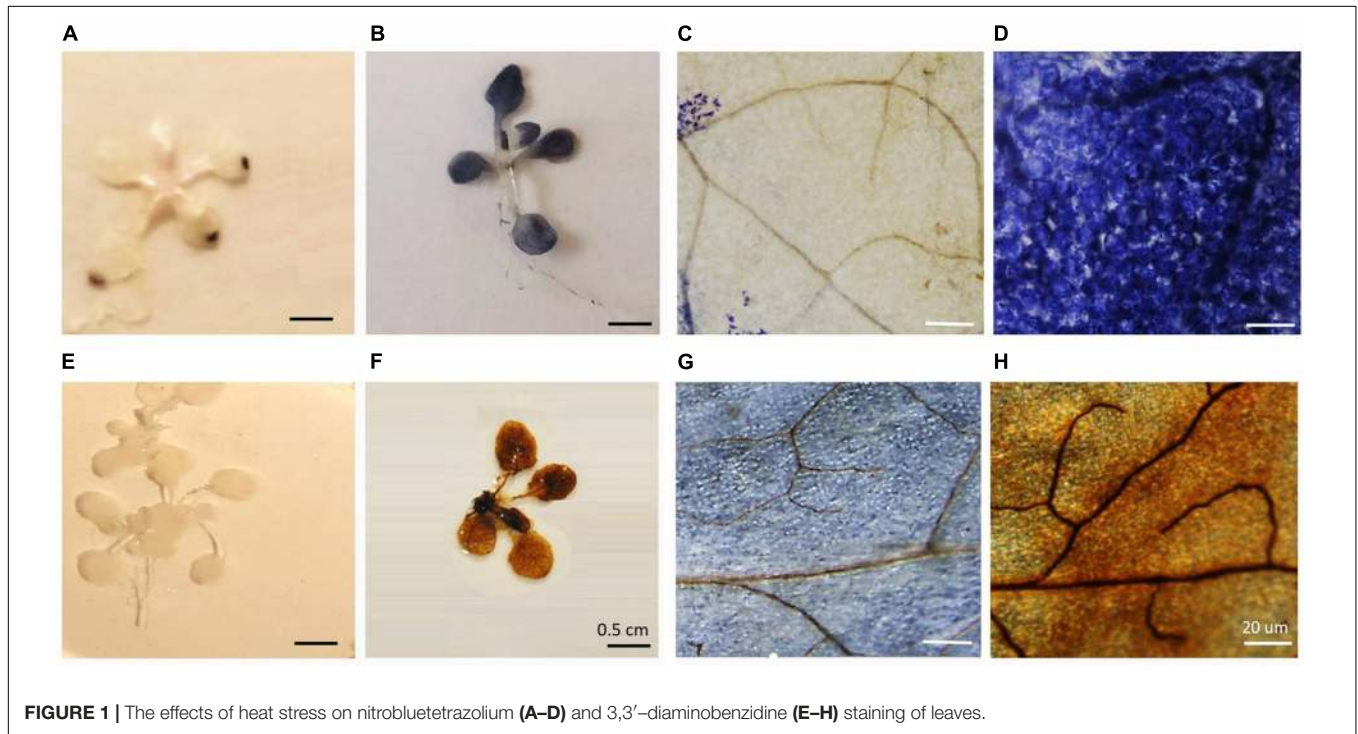 A B C D
E F G H
0.5 cm
20 um
FIGURE 1 | The effects of heat stress on nitrobluetetrazolium (A–D) and 3,3′–diaminobenzidine (E–H) staining of leaves.